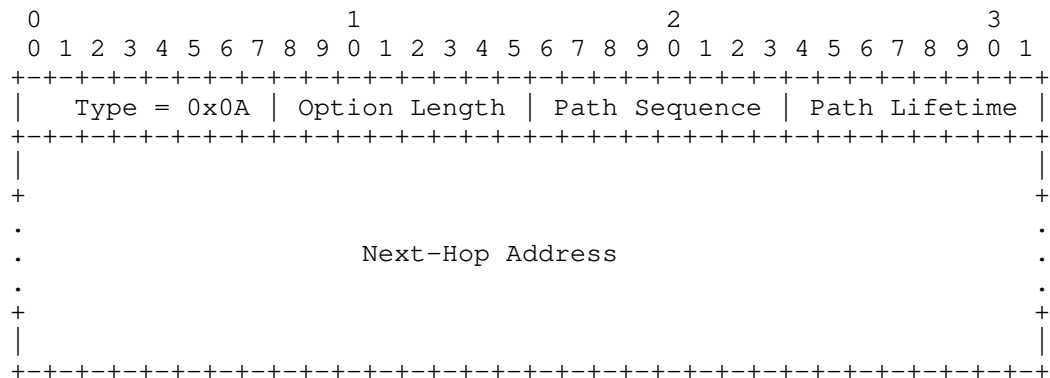 0                   1                   2                   3
 0 1 2 3 4 5 6 7 8 9 0 1 2 3 4 5 6 7 8 9 0 1 2 3 4 5 6 7 8 9 0 1
+-+-+-+-+-+-+-+-+-+-+-+-+-+-+-+-+-+-+-+-+-+-+-+-+-+-+-+-+-+-+-+-+
|   Type = 0x0A | Option Length | Path Sequence | Path Lifetime |
+-+-+-+-+-+-+-+-+-+-+-+-+-+-+-+-+-+-+-+-+-+-+-+-+-+-+-+-+-+-+-+-+
|                                                               |
+                                                               +
.                                                               .
.                     Next-Hop Address                          .
.                                                               .
+                                                               +
|                                                               |
+-+-+-+-+-+-+-+-+-+-+-+-+-+-+-+-+-+-+-+-+-+-+-+-+-+-+-+-+-+-+-+-+